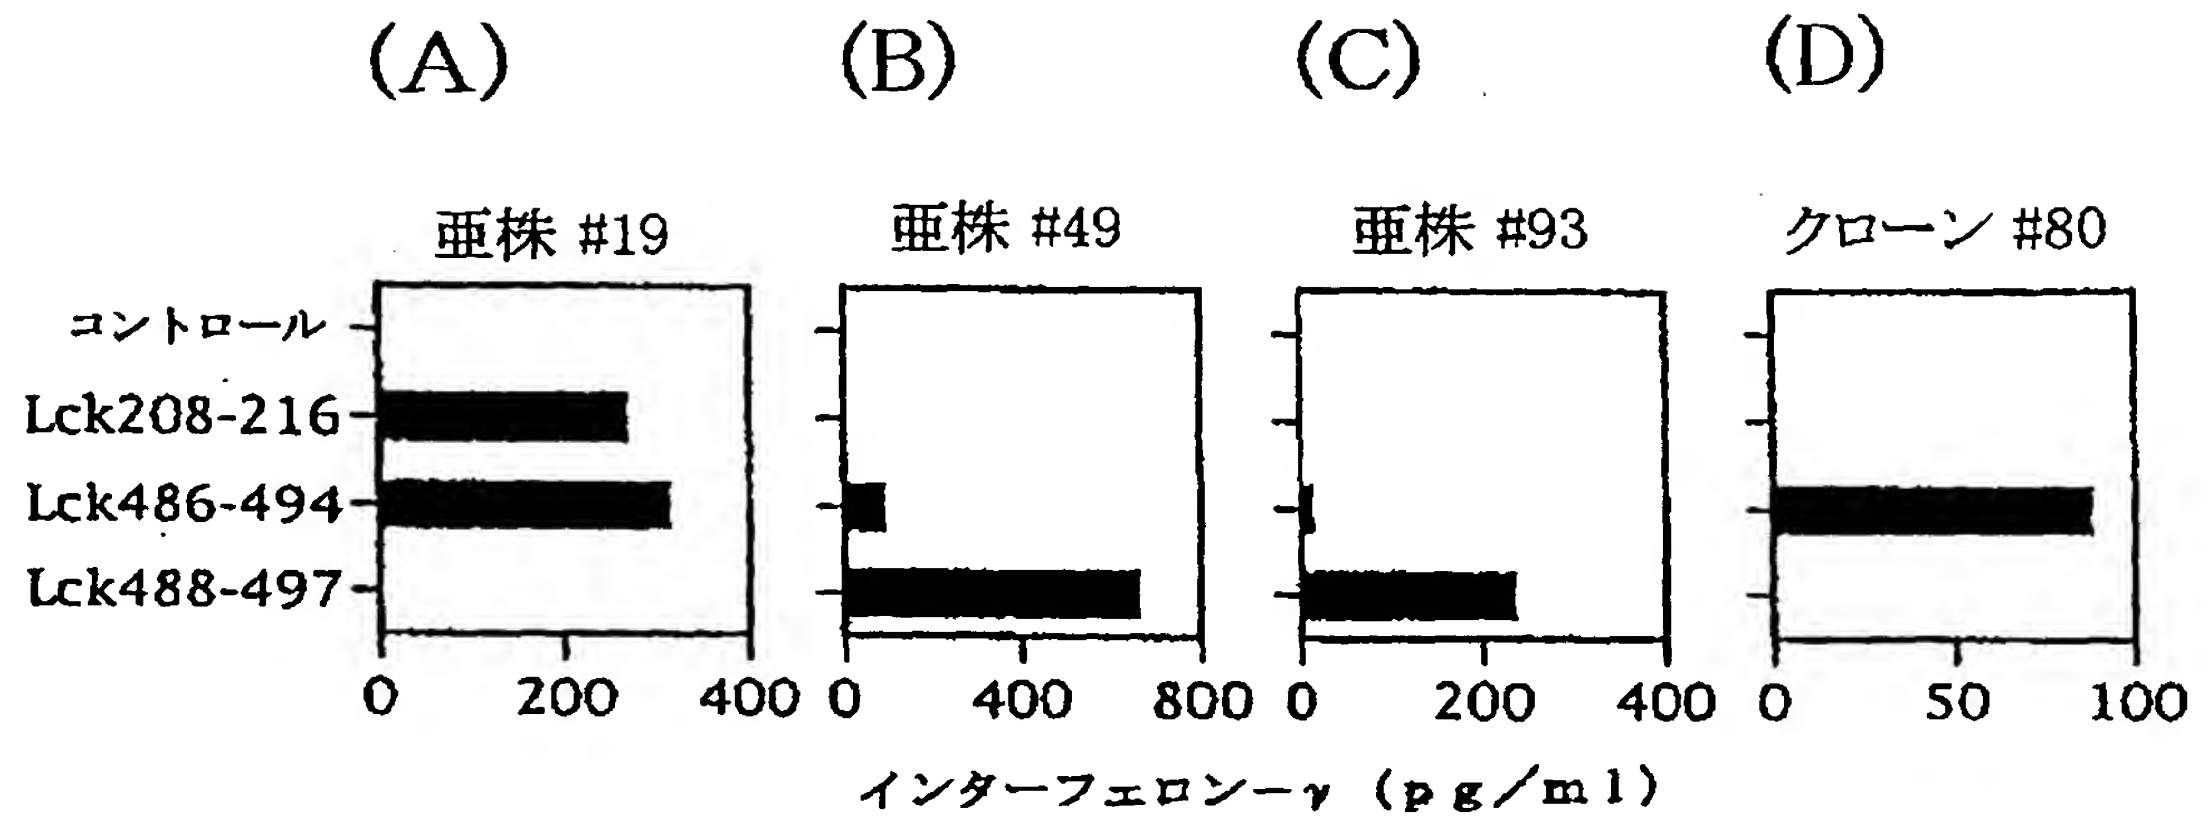 (A) (B) (C) (D)
亜株 #19 亜株 #49 亜株 #93 クローン #80
コントロール
Lck208-216
Lck486-494
Lck488-497
0 200 400 0 400 800 0 200 400 0 50 100
インターフェロン−γ (pg/ml)